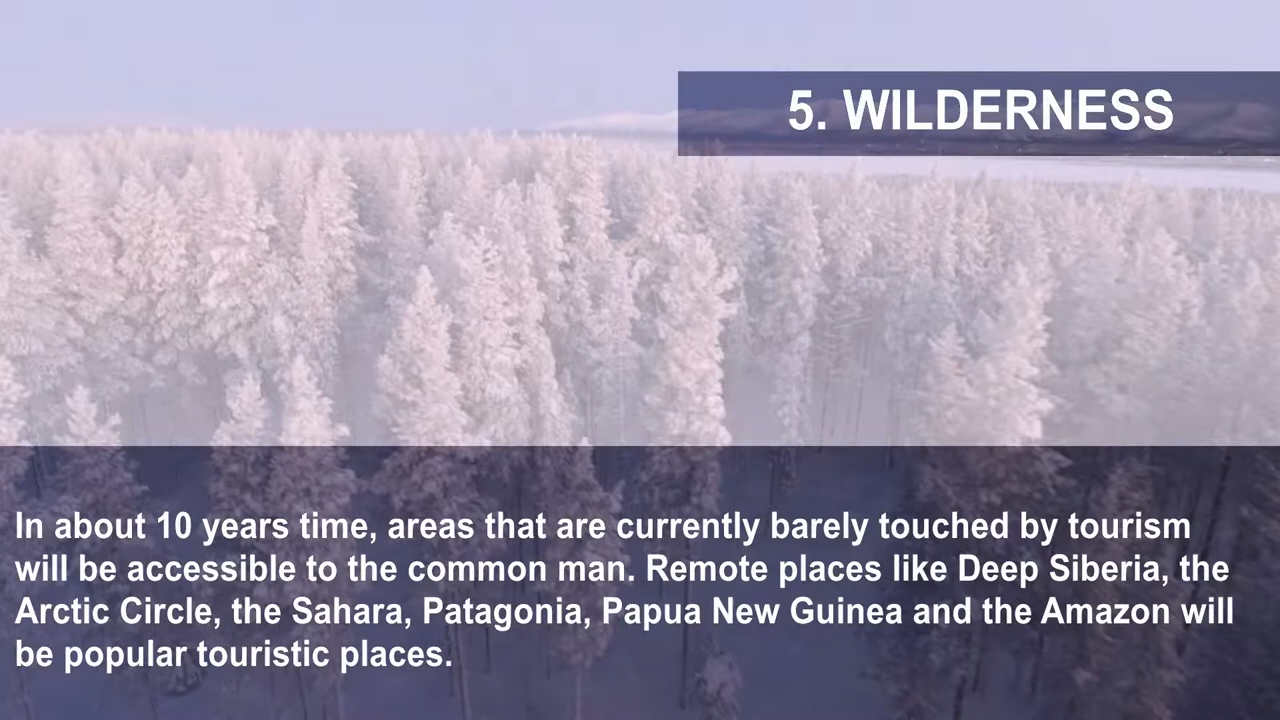 5. WILDERNESS
In about 10 years time, areas that are currently barely touched by tourism
will be accessible to the common man. Remote places like Deep Siberia, the
Arctic Circle, the Sahara, Patagonia, Papua New Guinea and the Amazon will
be popular touristic places.